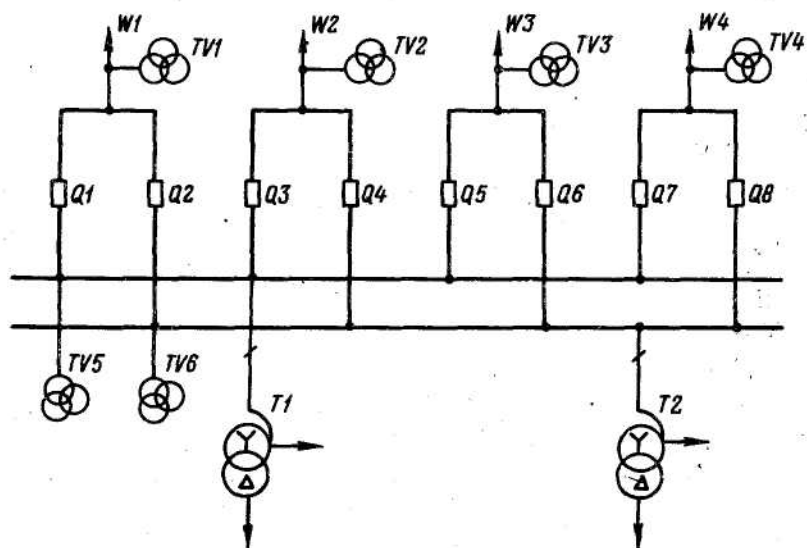 W1 TV1 W2 TV2 W3 TV3 W4 TV4
Q1 Q2 Q3 Q4 Q5 Q6 Q7 Q8
TV5 TV6 T1 T2
Y Y
Δ Δ